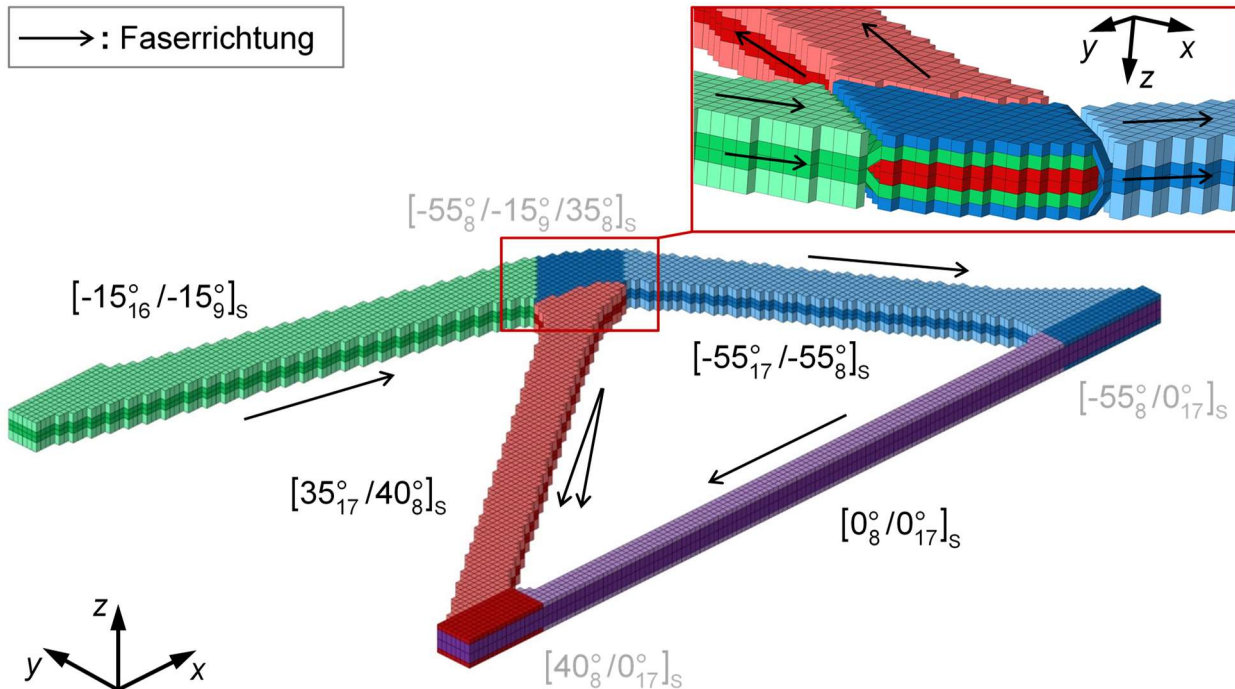 : Faserrichtung
y x
z
[-55°₈/-15°₉/35°₈]ₛ
[-15°₁₆/-15°₉]ₛ
[-55°₁₇/-55°₈]ₛ
[-55°₈/0°₁₇]ₛ
[35°₁₇/40°₈]ₛ
[0°₈/0°₁₇]ₛ
z
y x
[40°₈/0°₁₇]ₛ